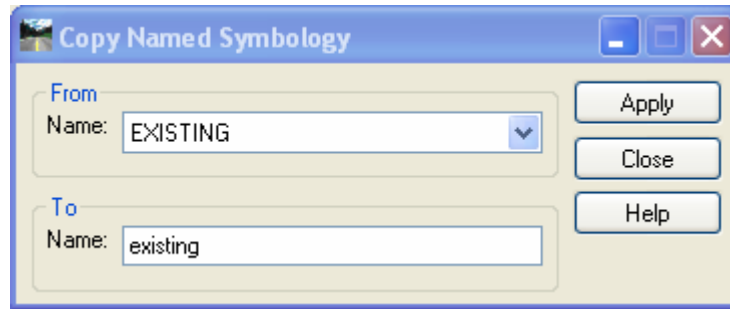 Copy Named Symbology
From
Name: EXISTING
To
Name: existing
Apply
Close
Help